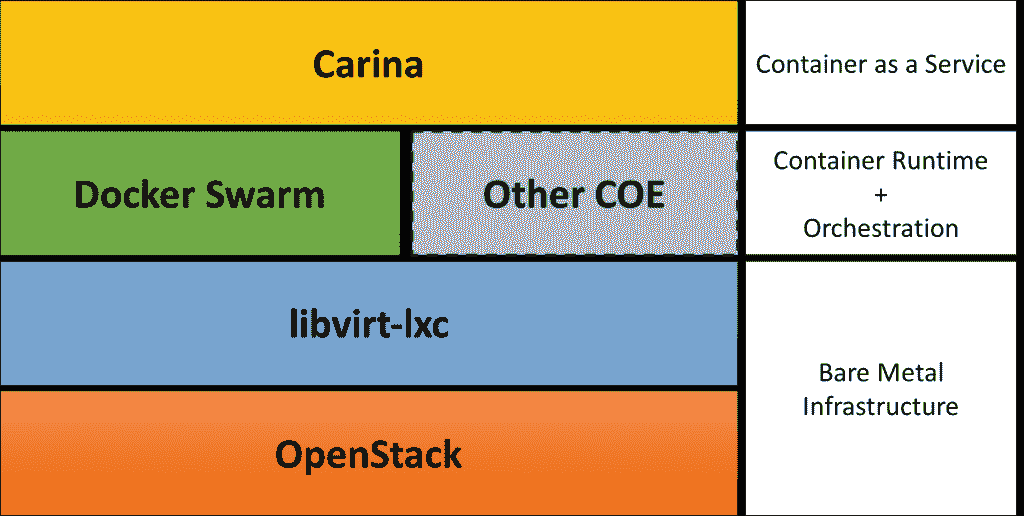 Carina
Container as a Service
Docker Swarm
Other COE
Container Runtime
+
Orchestration
libvirt-lxc
Bare Metal
Infrastructure
OpenStack